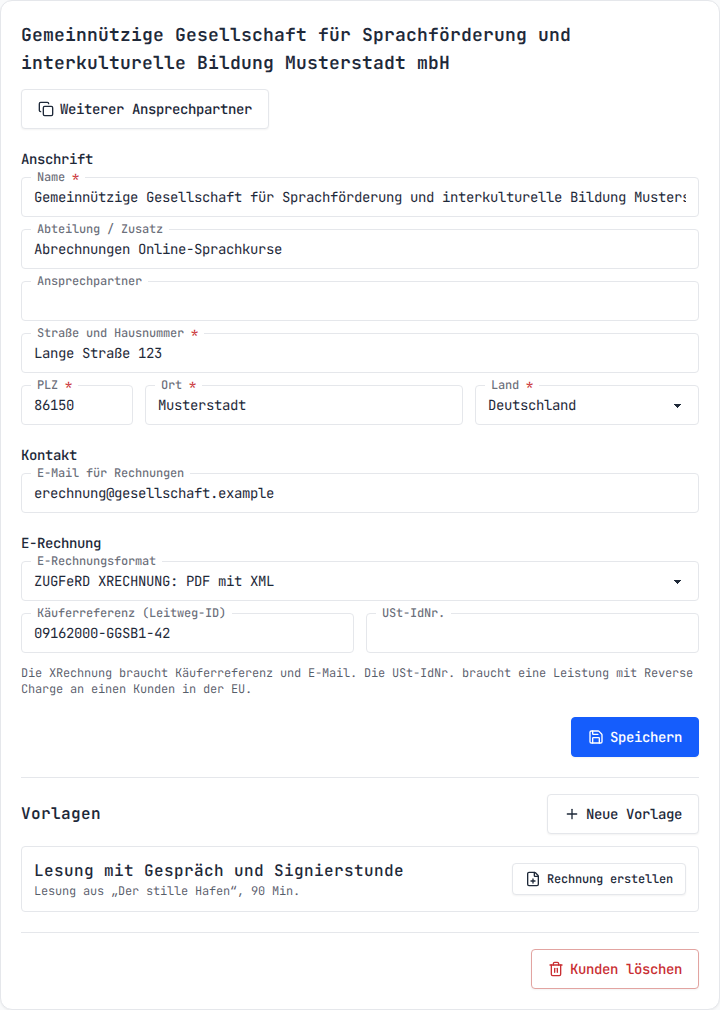 Gemeinnützige Gesellschaft für Sprachförderung und
interkulturelle Bildung Musterstadt mbH
Weiterer Ansprechpartner
Anschrift
Name *
Gemeinnützige Gesellschaft für Sprachförderung und interkulturelle Bildung Musters
Abteilung / Zusatz
Abrechnungen Online-Sprachkurse
Ansprechpartner
Straße und Hausnummer *
Lange Straße 123
PLZ * Ort * Land *
86150 Musterstadt Deutschland
Kontakt
E-Mail für Rechnungen
erechnung@gesellschaft.example
E-Rechnung
E-Rechnungsformat
ZUGFeRD XRECHNUNG: PDF mit XML
Käuferreferenz (Leitweg-ID) USt-IdNr.
09162000-GGSB1-42
Die XRechnung braucht Käuferreferenz und E-Mail. Die USt-IdNr. braucht eine Leistung mit Reverse
Charge an einen Kunden in der EU.
Speichern
Vorlagen
Neue Vorlage
Lesung mit Gespräch und Signierstunde
Lesung aus „Der stille Hafen“, 90 Min.
Rechnung erstellen
Kunden löschen